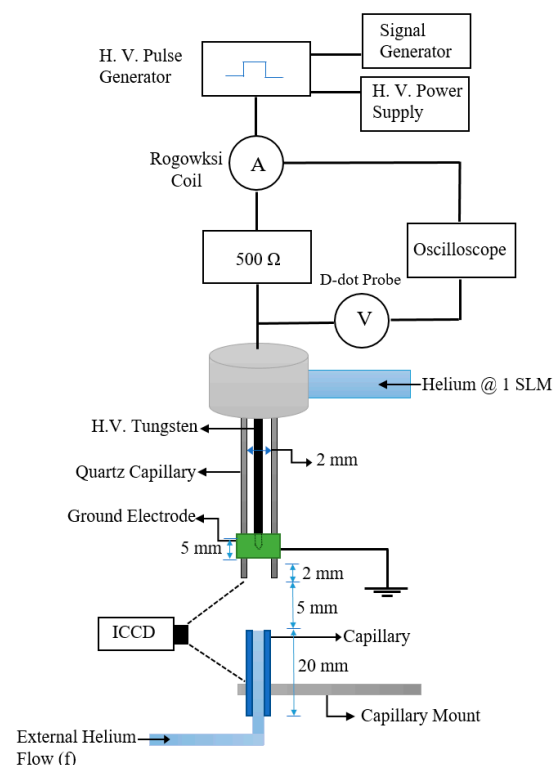 Signal
Generator
H. V. Pulse
Generator
H. V. Power
Supply
Rogowksi
Coil
A
500 Ω
Oscilloscope
D-dot Probe
V
Helium @ 1 SLM
H.V. Tungsten
2 mm
Quartz Capillary
Ground Electrode
5 mm
2 mm
5 mm
ICCD
Capillary
20 mm
Capillary Mount
External Helium
Flow (f)